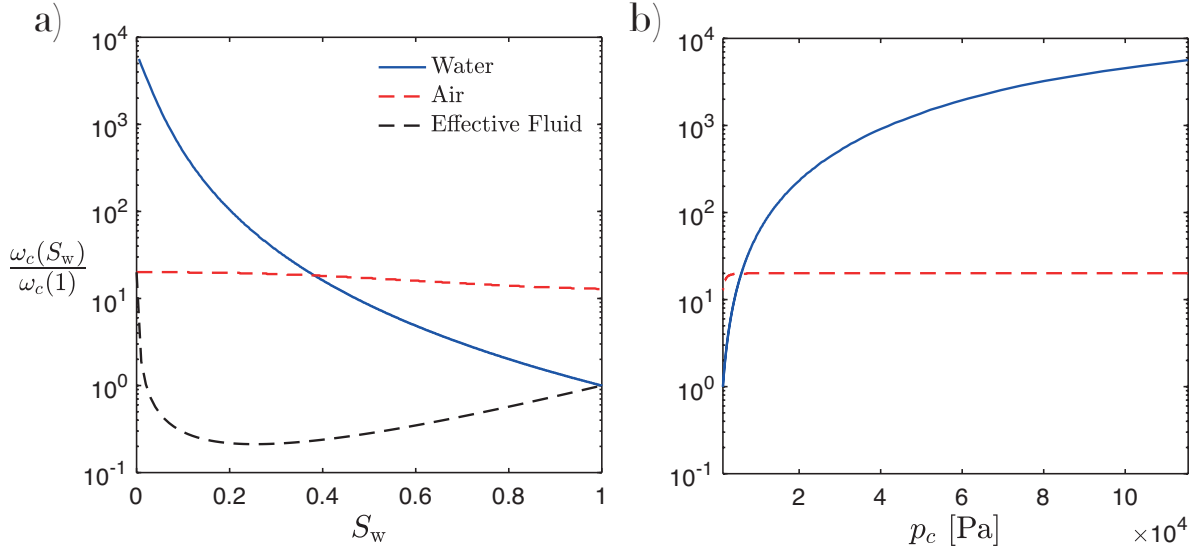 a)
10^4
10^3
10^2
10^1
10^0
10^-1
ω_c(S_w)
ω_c(1)
Water
Air
Effective Fluid
0
0.2
0.4
0.6
0.8
1
S_w
b)
10^4
10^3
10^2
10^1
10^0
10^-1
2
4
6
8
10
×10^4
p_c [Pa]